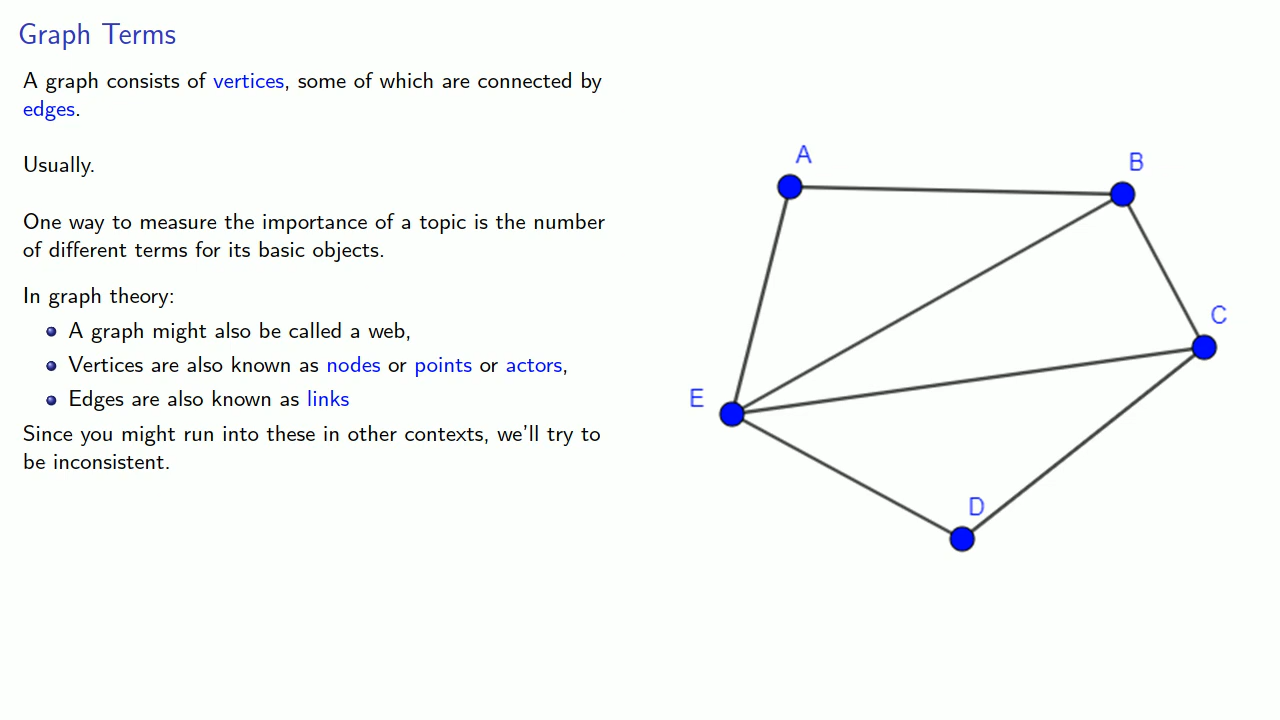 Graph Terms
A graph consists of vertices, some of which are connected by
edges.
Usually.
One way to measure the importance of a topic is the number
of different terms for its basic objects.
In graph theory:
A graph might also be called a web,
Vertices are also known as nodes or points or actors,
Edges are also known as links
Since you might run into these in other contexts, we'll try to
be inconsistent.
A
B
C
E
D